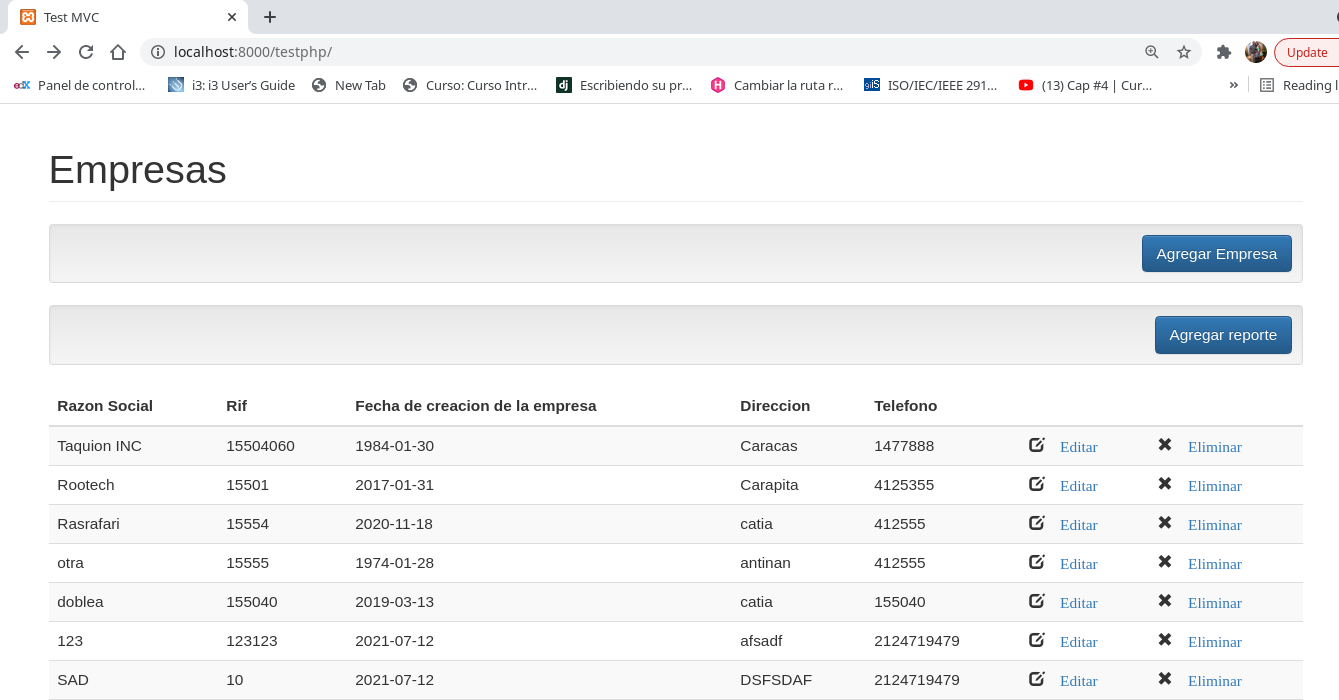 Test MVC
localhost:8000/testphp/
Update
Panel de control... i3: i3 User's Guide New Tab Curso: Curso Intr... Escribiendo su pr... Cambiar la ruta r... ISO/IEC/IEEE 291... (13) Cap #4 | Cur... » Reading l
Empresas
Agregar Empresa
Agregar reporte
Razon Social Rif Fecha de creacion de la empresa Direccion Telefono
Taquion INC 15504060 1984-01-30 Caracas 1477888 Editar Eliminar
Rootech 15501 2017-01-31 Carapita 4125355 Editar Eliminar
Rasrafari 15554 2020-11-18 catia 412555 Editar Eliminar
otra 15555 1974-01-28 antinan 412555 Editar Eliminar
doblea 155040 2019-03-13 catia 155040 Editar Eliminar
123 123123 2021-07-12 afsadf 2124719479 Editar Eliminar
SAD 10 2021-07-12 DSFSDAF 2124719479 Editar Eliminar